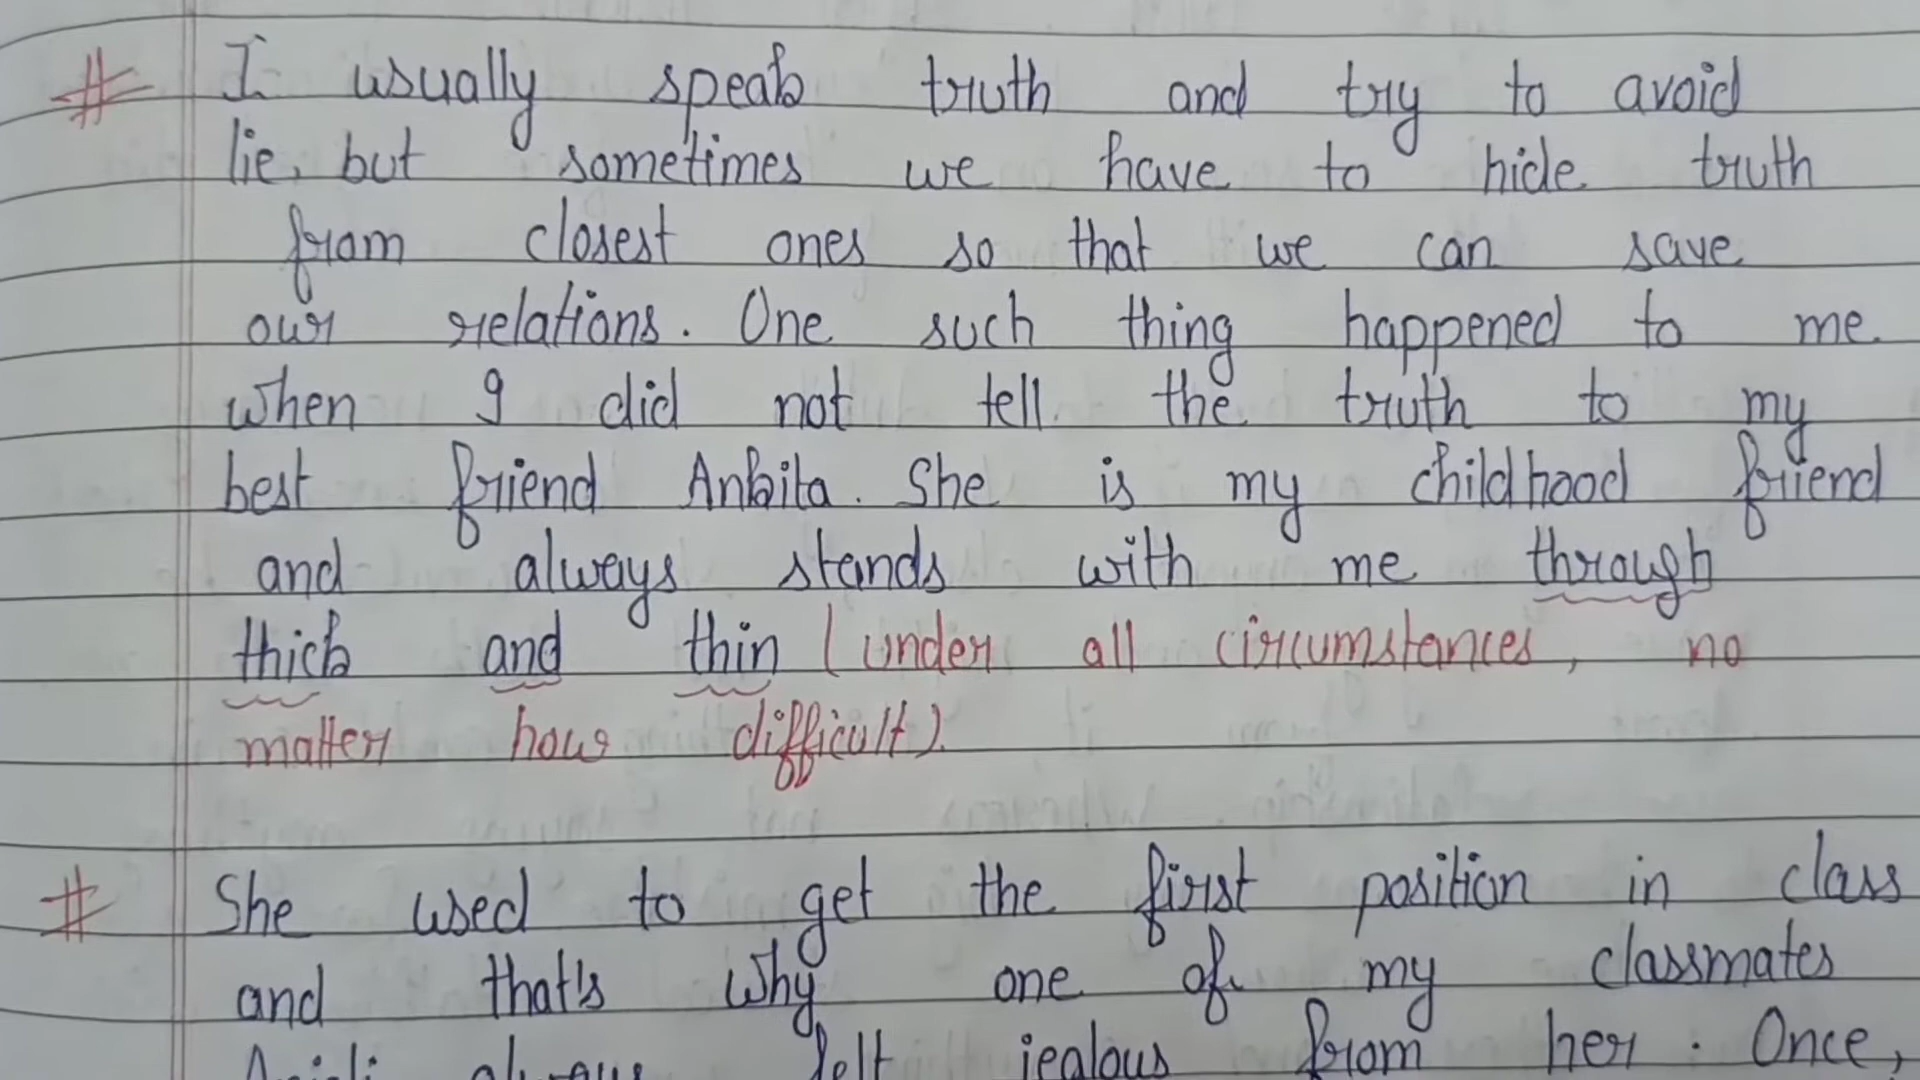 # I usually speak truth and try to avoid
lie, but sometimes we have to hide truth
from closest ones so that we can save
our relations. One such thing happened to me
when I did not tell the truth to my
best friend Ankita. She is my childhood friend
and always stands with me through
thick and thin (under all circumstances, no
matter how difficult).
# She used to get the first position in class
and that's why one of my classmates
always felt jealous from her. Once,